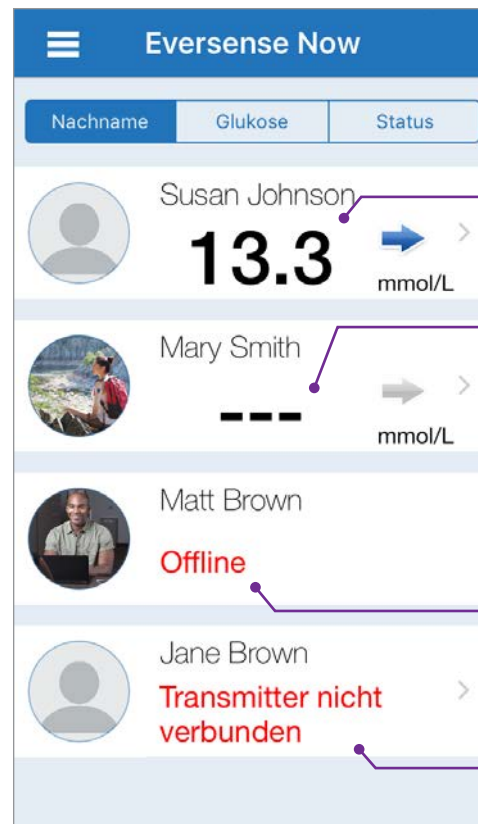 Eversense Now
Nachname Glukose Status
Susan Johnson
13.3
mmol/L
Mary Smith
---
mmol/L
Matt Brown
Offline
Jane Brown
Transmitter nicht
verbunden